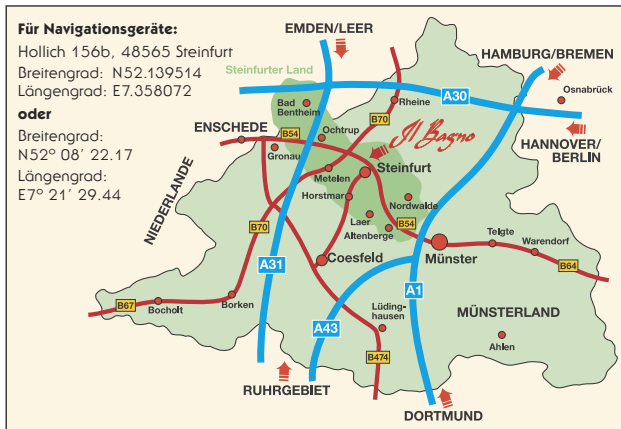 Für Navigationsgeräte:
Hollich 156b, 48565 Steinfurt
Breitengrad: N52.139514
Längengrad: E7.358072
oder
Breitengrad:
N52° 08′ 22.17
Längengrad:
E7° 21′ 29.44
EMDEN/LEER
HAMBURG/BREMEN
Steinfurter Land
A31
A30
Osnabrück
Bad
Bentheim
Rheine
B70
ENSCHEDE
B54
Ochtrup
Il Bagno
HANNOVER/
BERLIN
Gronau
Metelen
Steinfurt
NIEDERLANDE
Horstmar
Nordwalde
Laer
Altenberge
B54
B70
Telgte
Warendorf
Coesfeld
Münster
B64
A31
A1
B67
Bocholt
Borken
A43
Lüding-
hausen
MÜNSTERLAND
Ahlen
B474
RUHRGEBIET
DORTMUND